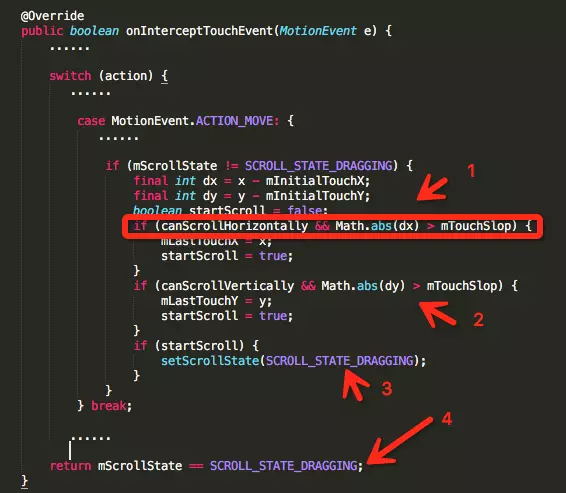 @Override
public boolean onInterceptTouchEvent(MotionEvent e) {
......
switch (action) {
......
case MotionEvent.ACTION_MOVE: {
......
if (mScrollState != SCROLL_STATE_DRAGGING) {
final int dx = x - mInitialTouchX;
1
final int dy = y - mInitialTouchY;
boolean startScroll = false;
if (canScrollHorizontally && Math.abs(dx) > mTouchSlop) {
mLastTouchX = x;
startScroll = true;
}
if (canScrollVertically && Math.abs(dy) > mTouchSlop) {
mLastTouchY = y;
startScroll = true;
2
}
if (startScroll) {
setScrollState(SCROLL_STATE_DRAGGING);
}
3
}
} break;
4
......
return mScrollState == SCROLL_STATE_DRAGGING;
}